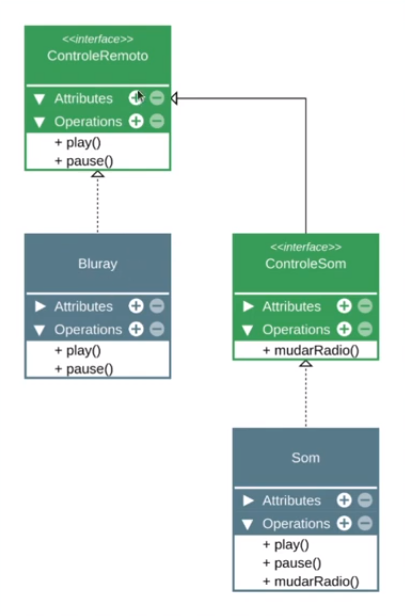 <<interface>>
ControleRemoto
Attributes
Operations
+ play()
+ pause()
Bluray
Attributes
Operations
+ play()
+ pause()
<<interface>>
ControleSom
Attributes
Operations
+ mudarRadio()
Som
Attributes
Operations
+ play()
+ pause()
+ mudarRadio()